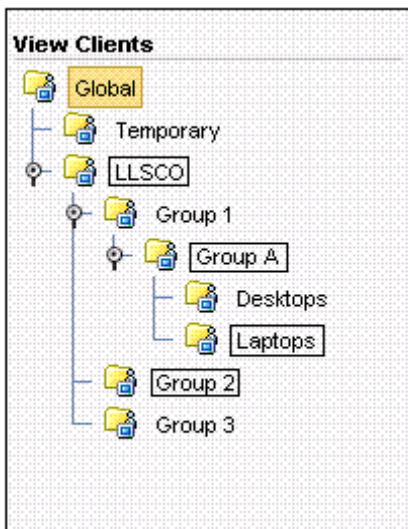 View Clients
Global
Temporary
LLSCO
Group 1
Group A
Desktops
Laptops
Group 2
Group 3